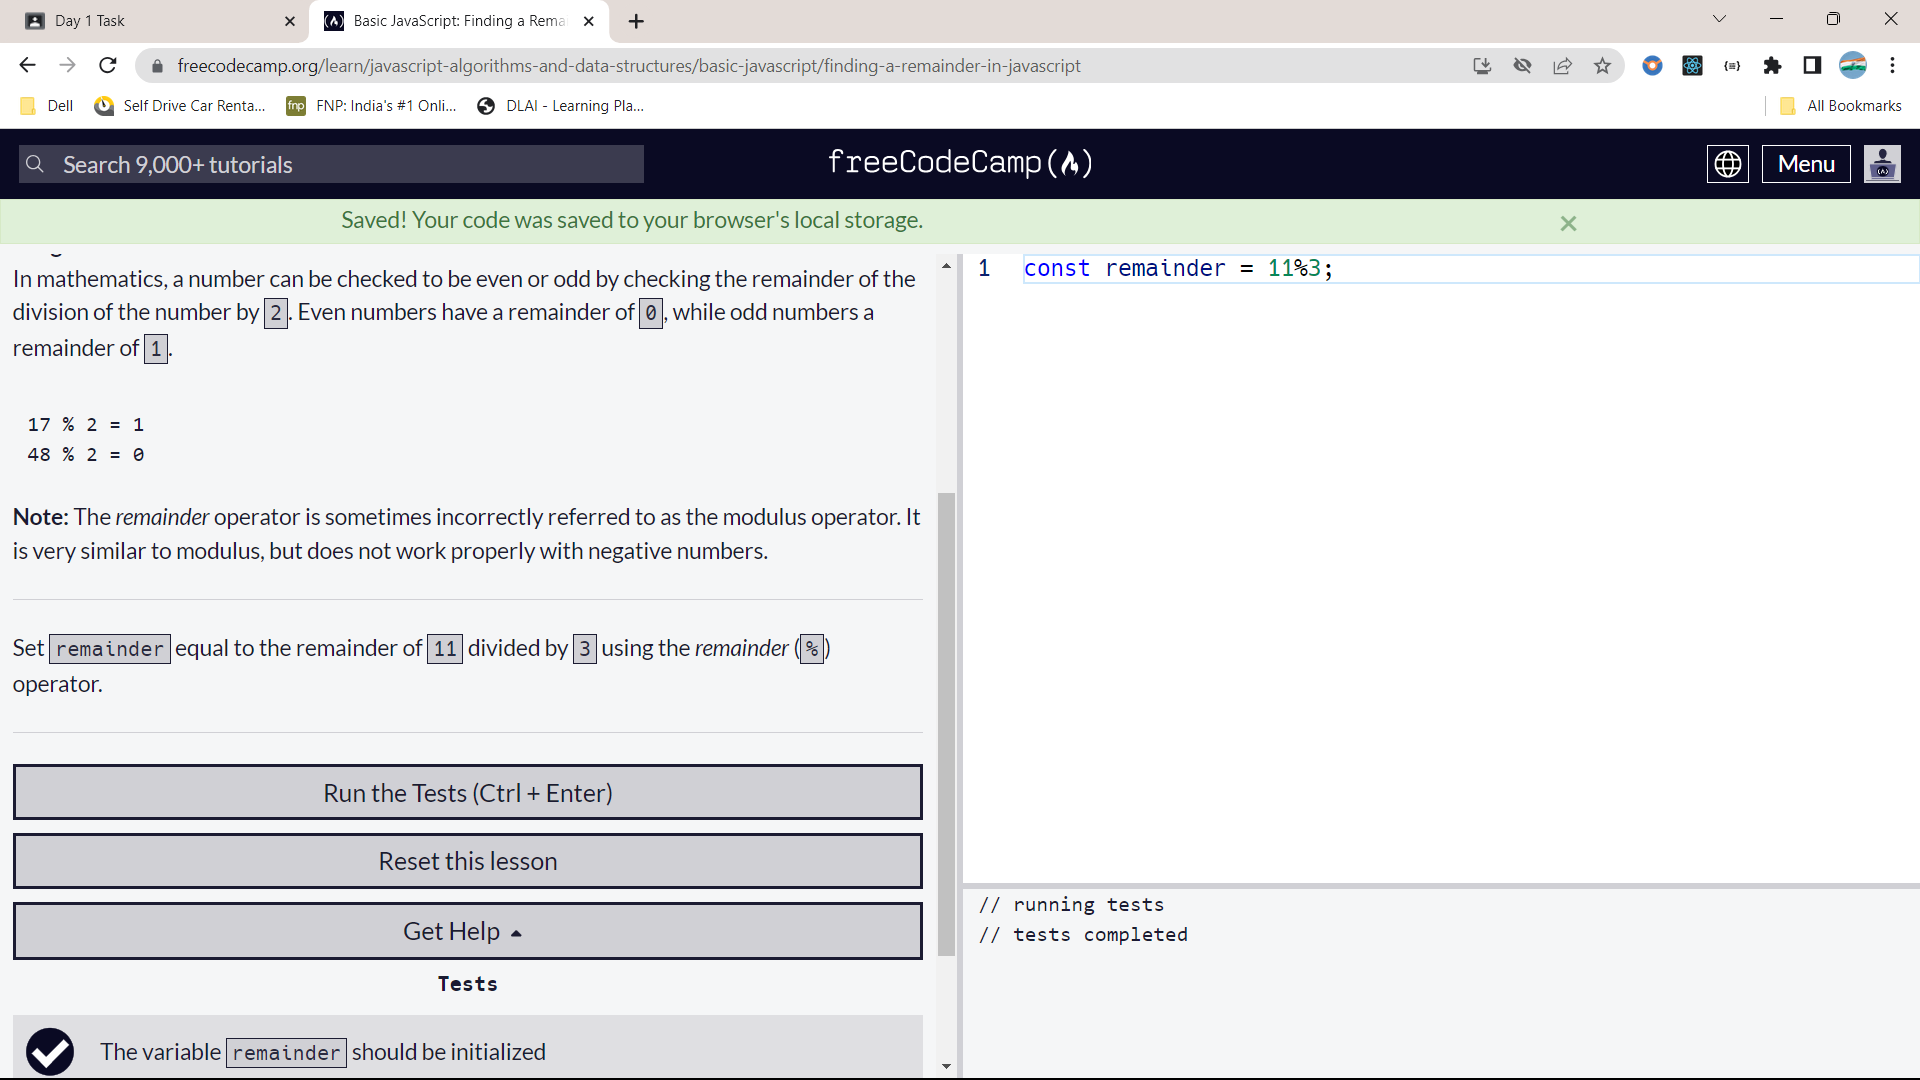 Day 1 Task
Basic JavaScript: Finding a Rema
freecodecamp.org/learn/javascript-algorithms-and-data-structures/basic-javascript/finding-a-remainder-in-javascript
Dell
Self Drive Car Renta...
fnp FNP: India's #1 Onli...
DLAI - Learning Pla...
All Bookmarks
Search 9,000+ tutorials
freeCodeCamp
Menu
Saved! Your code was saved to your browser's local storage.
In mathematics, a number can be checked to be even or odd by checking the remainder of the
division of the number by 2. Even numbers have a remainder of 0, while odd numbers a
remainder of 1.
17 % 2 = 1
48 % 2 = 0
Note: The remainder operator is sometimes incorrectly referred to as the modulus operator. It
is very similar to modulus, but does not work properly with negative numbers.
Set remainder equal to the remainder of 11 divided by 3 using the remainder (%)
operator.
Run the Tests (Ctrl + Enter)
Reset this lesson
Get Help
Tests
The variable remainder should be initialized
1 const remainder = 11%3;
// running tests
// tests completed